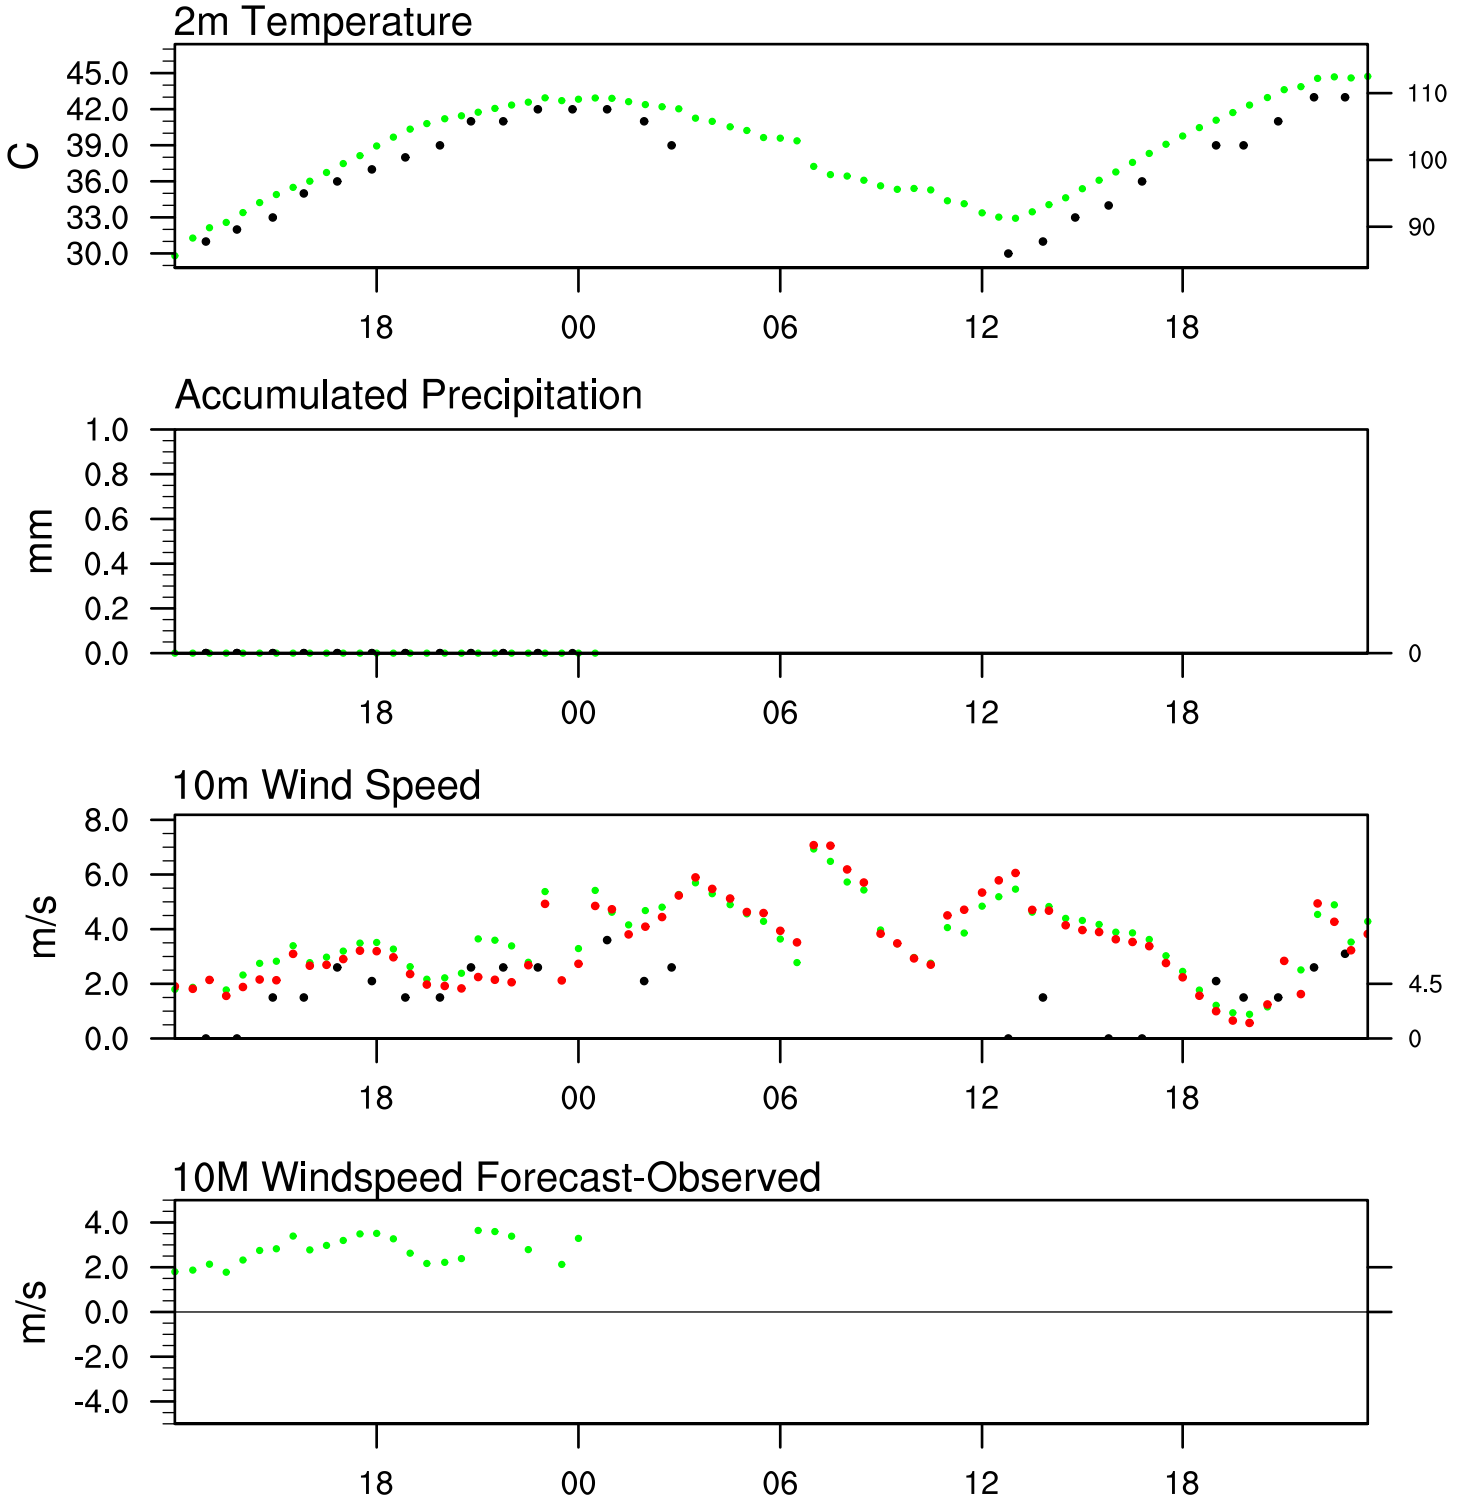 2m Temperature
45.0
42.0
39.0
36.0
33.0
30.0
C
110
100
90
18 00 06 12 18
Accumulated Precipitation
1.0
0.8
0.6
0.4
0.2
0.0
mm
0
18 00 06 12 18
10m Wind Speed
8.0
6.0
4.0
2.0
0.0
m/s
4.5
0
18 00 06 12 18
10M Windspeed Forecast-Observed
4.0
2.0
0.0
-2.0
-4.0
m/s
18 00 06 12 18